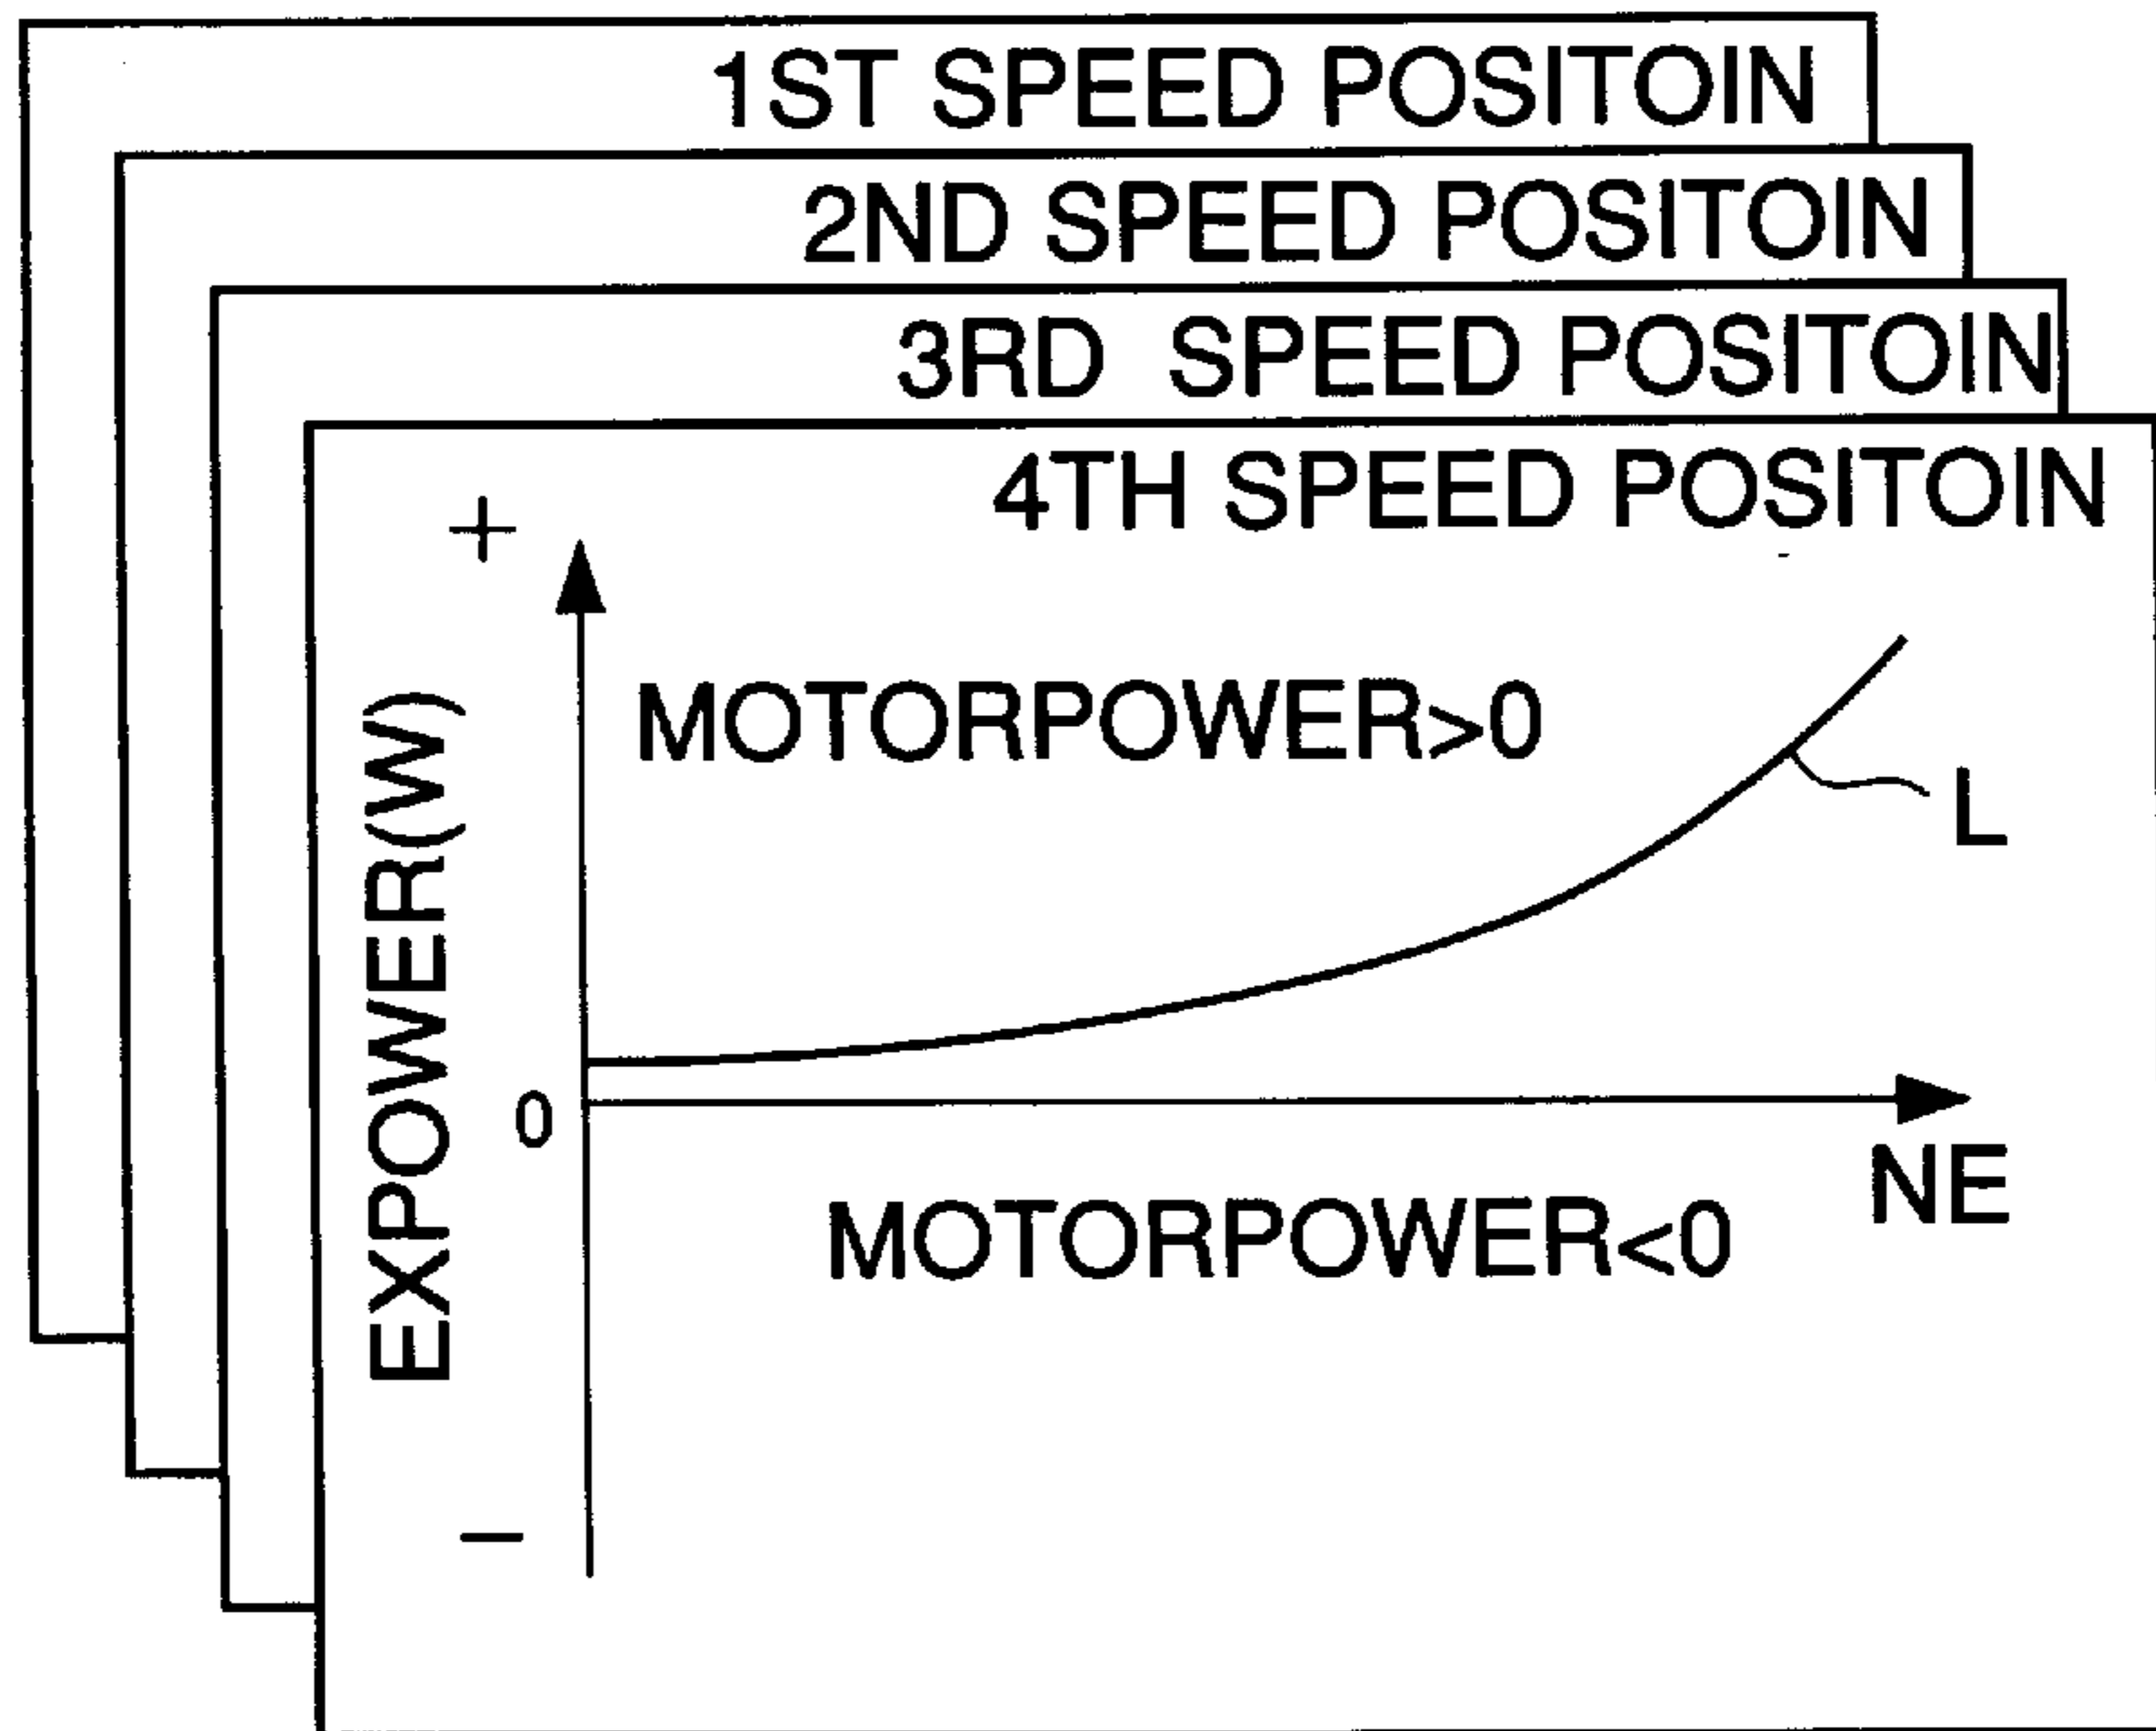 1ST SPEED POSITOIN
2ND SPEED POSITOIN
3RD SPEED POSITOIN
4TH SPEED POSITOIN
+
MOTORPOWER>0
L
EXPOWER(W)
0
NE
MOTORPOWER<0
−